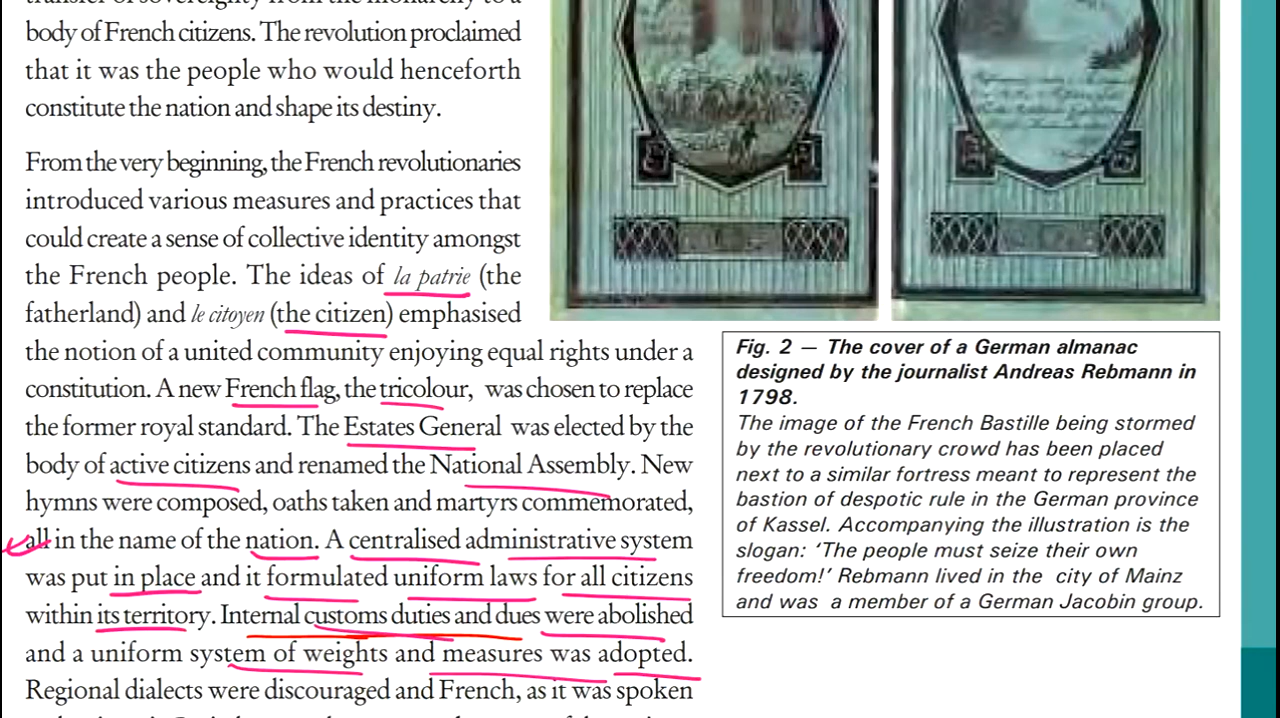 transfer of sovereignty from the monarchy to a
body of French citizens. The revolution proclaimed
that it was the people who would henceforth
constitute the nation and shape its destiny.
From the very beginning, the French revolutionaries
introduced various measures and practices that
could create a sense of collective identity amongst
the French people. The ideas of la patrie (the
fatherland) and le citoyen (the citizen) emphasised
the notion of a united community enjoying equal rights under a
constitution. A new French flag, the tricolour, was chosen to replace
the former royal standard. The Estates General was elected by the
body of active citizens and renamed the National Assembly. New
hymns were composed, oaths taken and martyrs commemorated,
all in the name of the nation. A centralised administrative system
was put in place and it formulated uniform laws for all citizens
within its territory. Internal customs duties and dues were abolished
and a uniform system of weights and measures was adopted.
Regional dialects were discouraged and French, as it was spoken
Fig. 2 — The cover of a German almanac
designed by the journalist Andreas Rebmann in
1798.
The image of the French Bastille being stormed
by the revolutionary crowd has been placed
next to a similar fortress meant to represent the
bastion of despotic rule in the German province
of Kassel. Accompanying the illustration is the
slogan: ‘The people must seize their own
freedom!’ Rebmann lived in the city of Mainz
and was a member of a German Jacobin group.